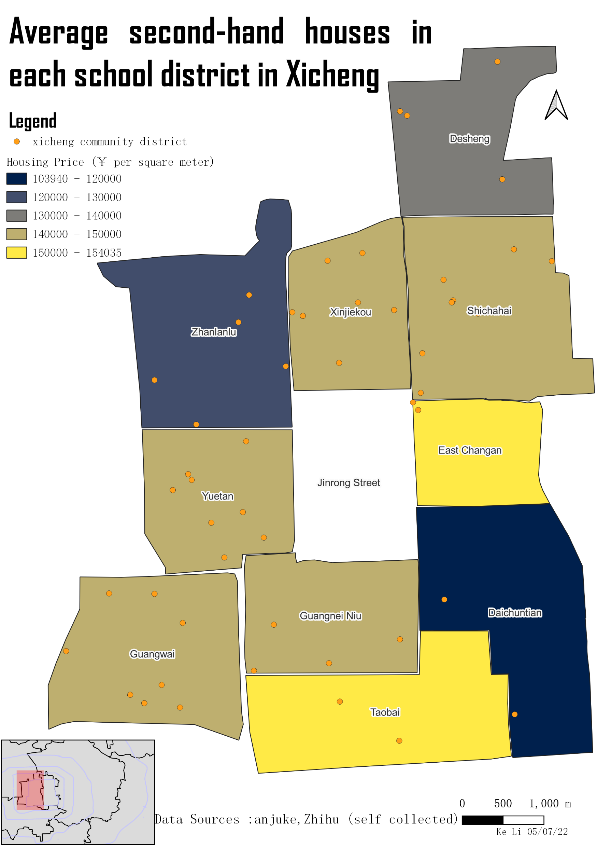 Average second-hand houses in
each school district in Xicheng
Legend
xicheng community district
Housing Price (￥ per square meter)
103940 - 120000
120000 - 130000
130000 - 140000
140000 - 150000
150000 - 154035
Desheng
Zhanlanlu
Xinjiekou
Shichahai
East Changan
Jinrong Street
Yuetan
Guangnei Niu
Daichuntian
Guangwai
Taobai
0 500 1,000 m
Data Sources :anjuke,Zhihu (self collected)
Ke Li 05/07/22